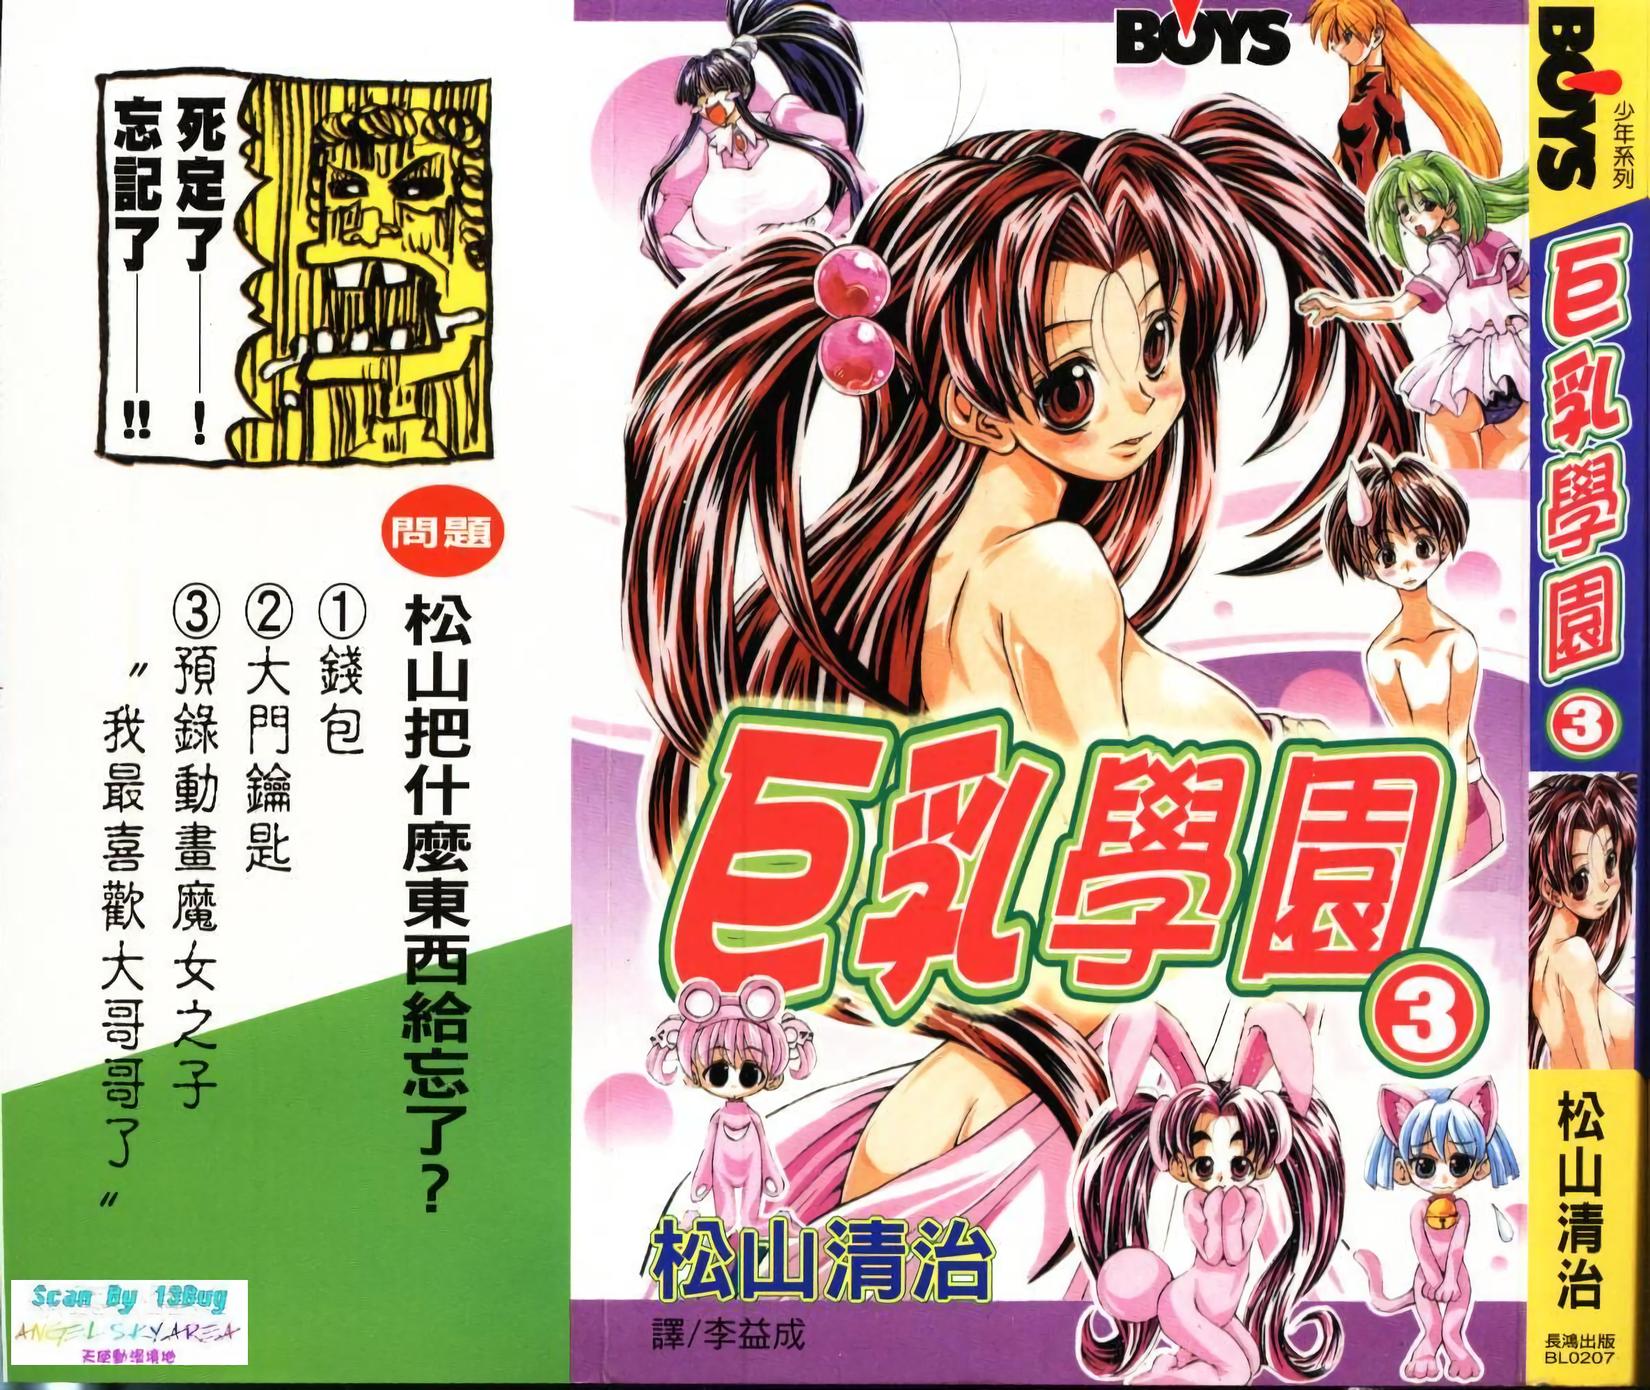 BOYS
巨乳學園
3
松山清治
譯/李益成
BOYS
少年系列
巨乳學園
3
松山清治
長鴻出版
BL0207
死定了——!
忘記了——!!
問題
松山把什麼東西給忘了?
①錢包
②大門鑰匙
③預錄動畫魔女之子
〝我最喜歡大哥哥了〞
Scan By 13Bug
ANGEL SKY AREA
天使動漫境地